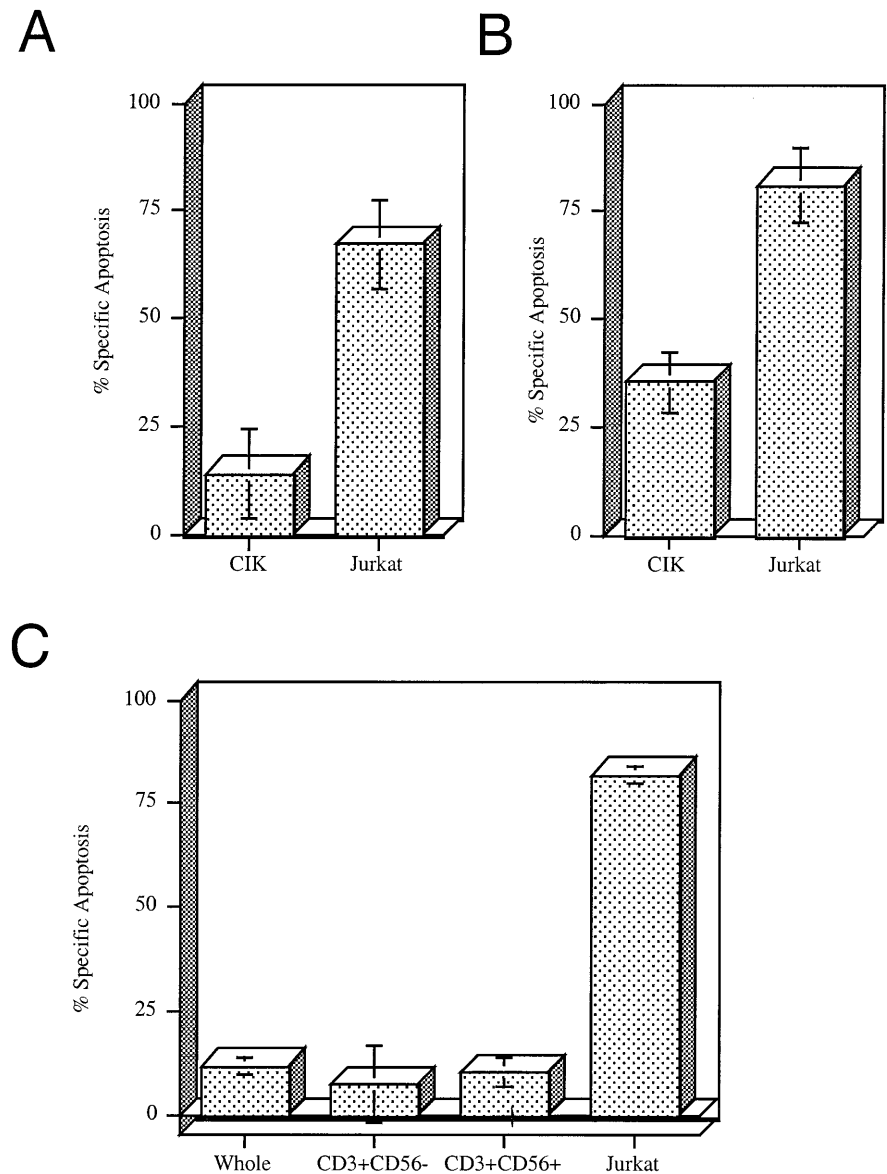 A
100
75
50
25
0
% Specific Apoptosis
CIK Jurkat
B
100
75
50
25
0
% Specific Apoptosis
CIK Jurkat
C
100
75
50
25
0
% Specific Apoptosis
Whole CD3+CD56- CD3+CD56+ Jurkat